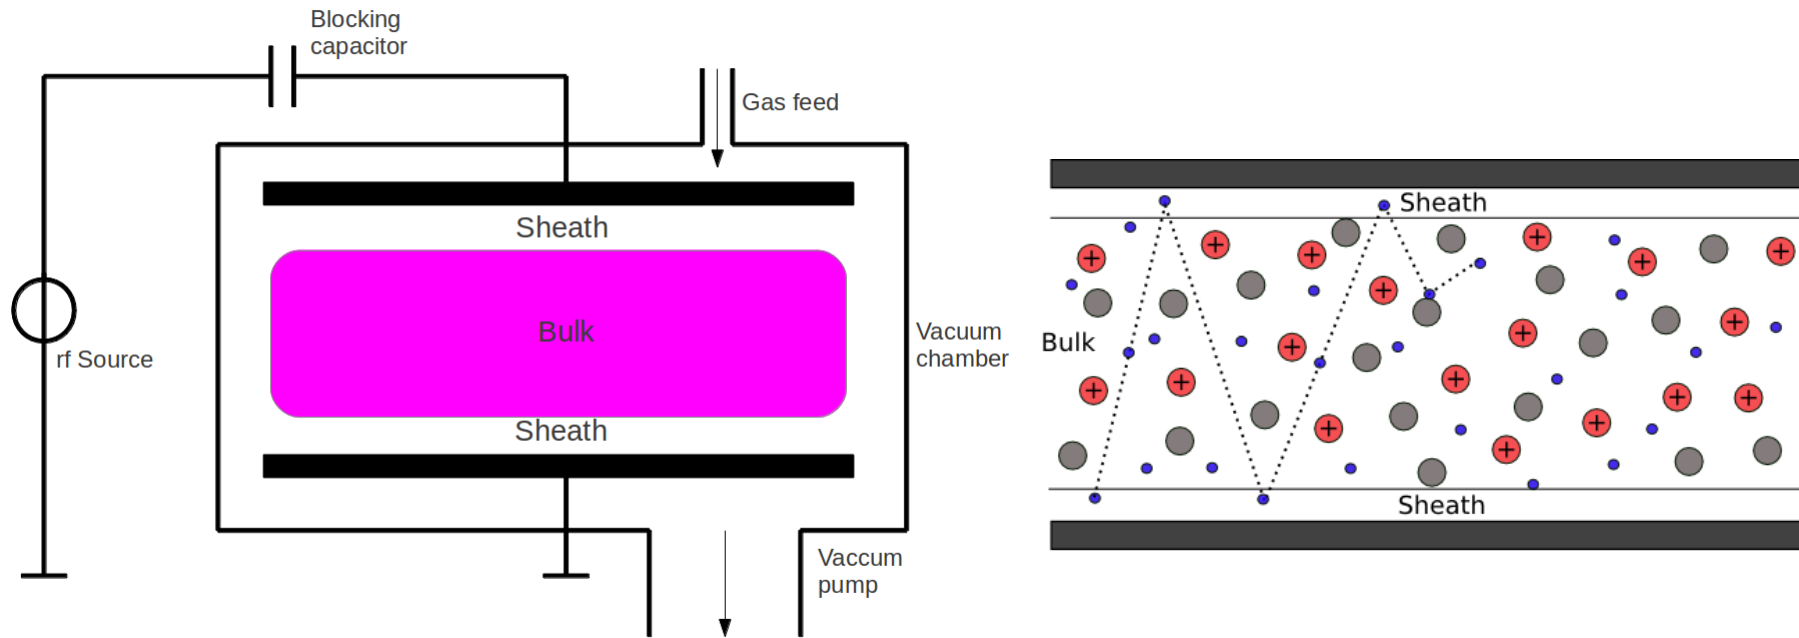 Blocking
capacitor
Gas feed
Sheath
Bulk
rf Source
Vacuum
chamber
Sheath
Vaccum
pump
Sheath
Bulk
Sheath